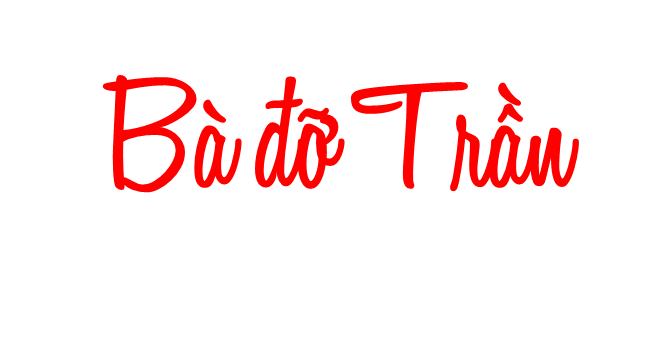 Bà đỡ Trần